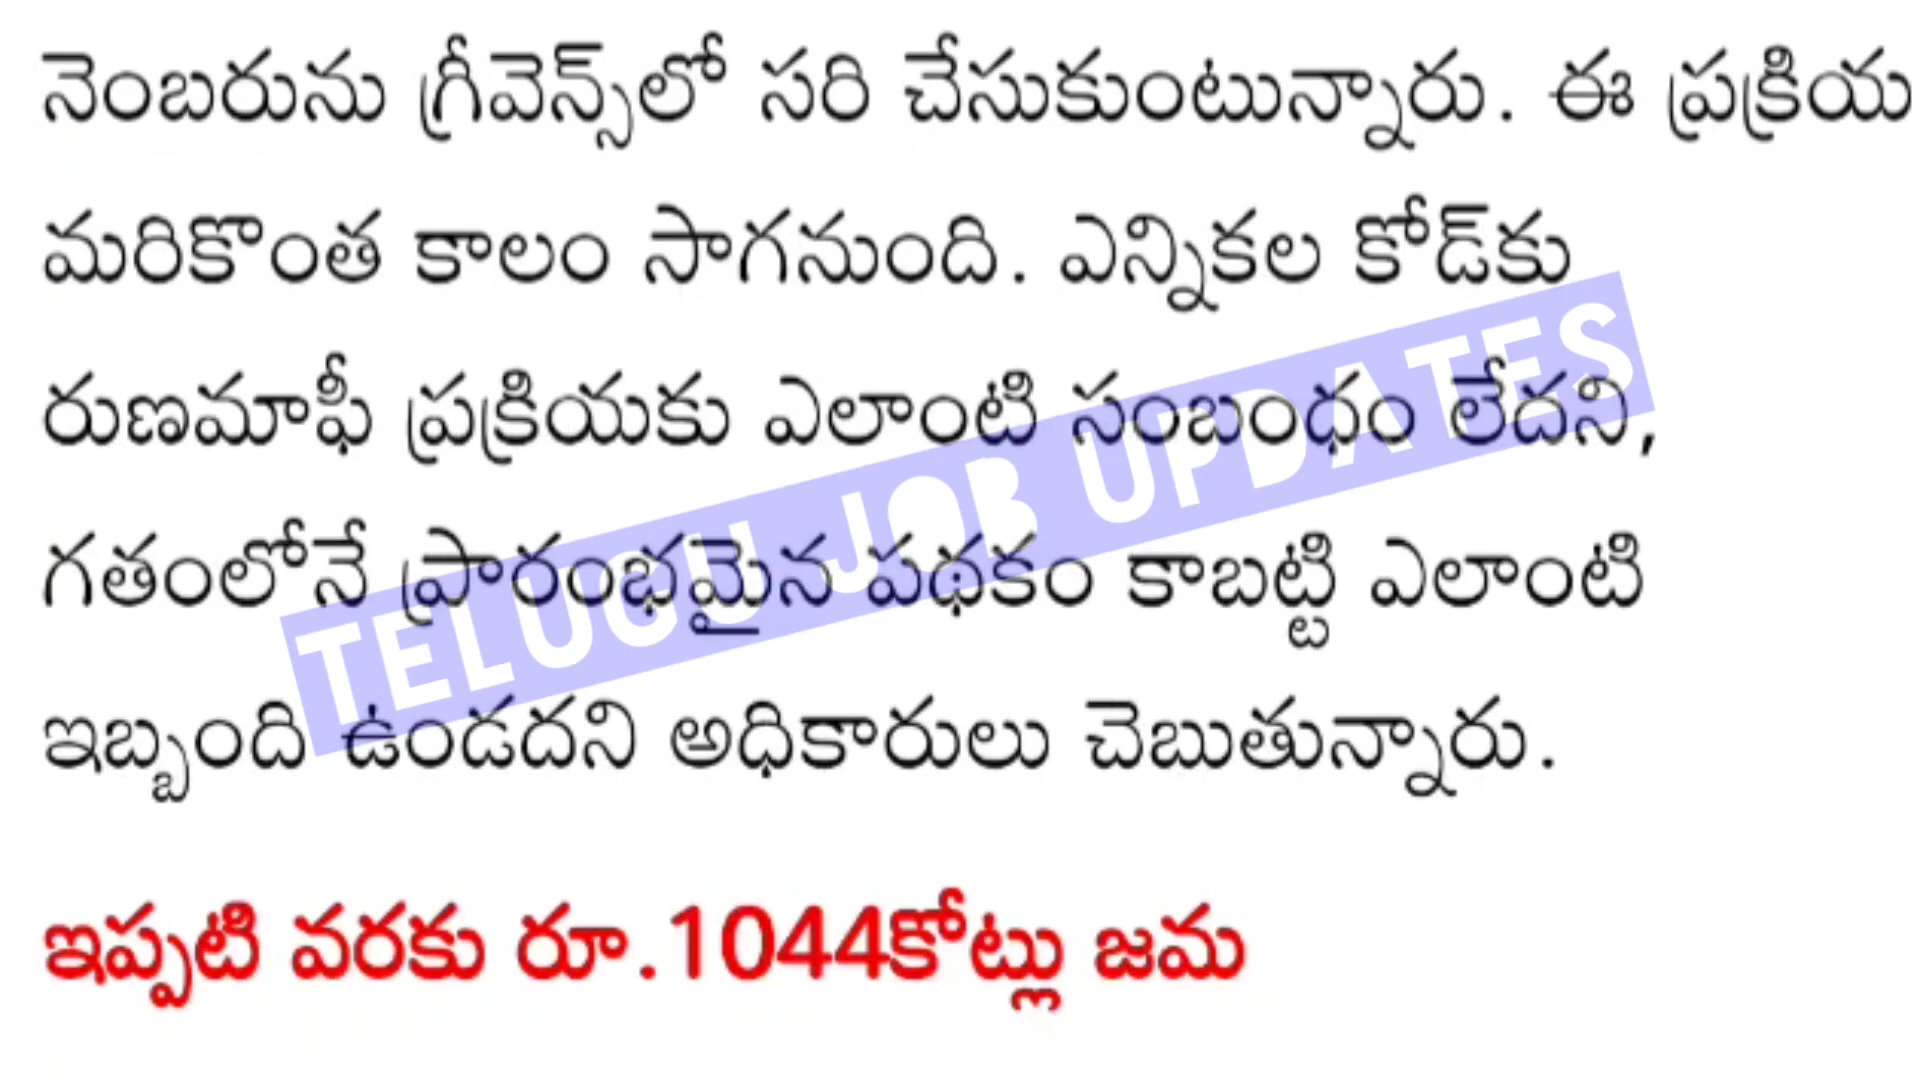 నెంబరును గ్రీవెన్స్‌లో సరి చేసుకుంటున్నారు. ఈ ప్రక్రియ
మరికొంత కాలం సాగనుంది. ఎన్నికల కోడ్‌కు
రుణమాఫీ ప్రక్రియకు ఎలాంటి సంబంధం లేదని,
గతంలోనే ప్రారంభమైన పథకం కాబట్టి ఎలాంటి
ఇబ్బంది ఉండదని అధికారులు చెబుతున్నారు.
ఇప్పటి వరకు రూ.1044కోట్లు జమ
TELUGU JOB UPDATES